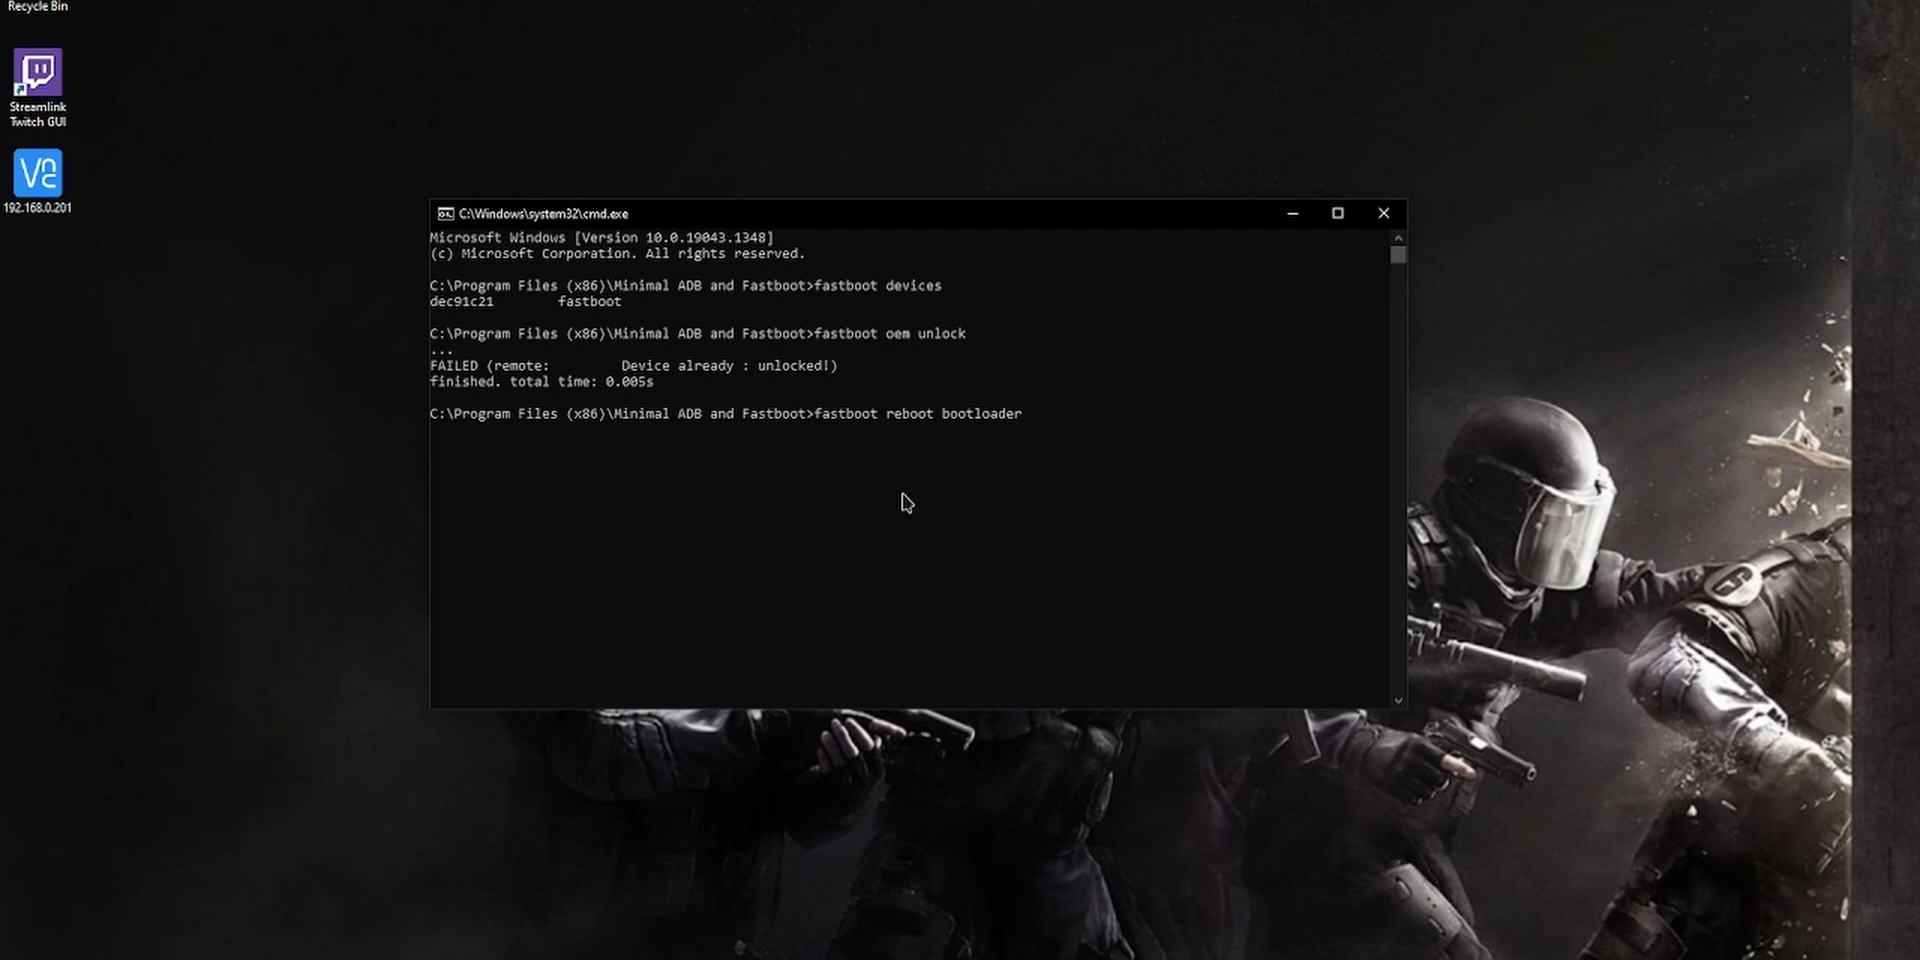 Recycle Bin
Streamlink
Twitch GUI
192.168.0.201
C:\Windows\system32\cmd.exe
Microsoft Windows [Version 10.0.19043.1348]
(c) Microsoft Corporation. All rights reserved.
C:\Program Files (x86)\Minimal ADB and Fastboot>fastboot devices
dec91c21        fastboot
C:\Program Files (x86)\Minimal ADB and Fastboot>fastboot oem unlock
...
FAILED (remote:         Device already : unlocked!)
finished. total time: 0.005s
C:\Program Files (x86)\Minimal ADB and Fastboot>fastboot reboot bootloader
6